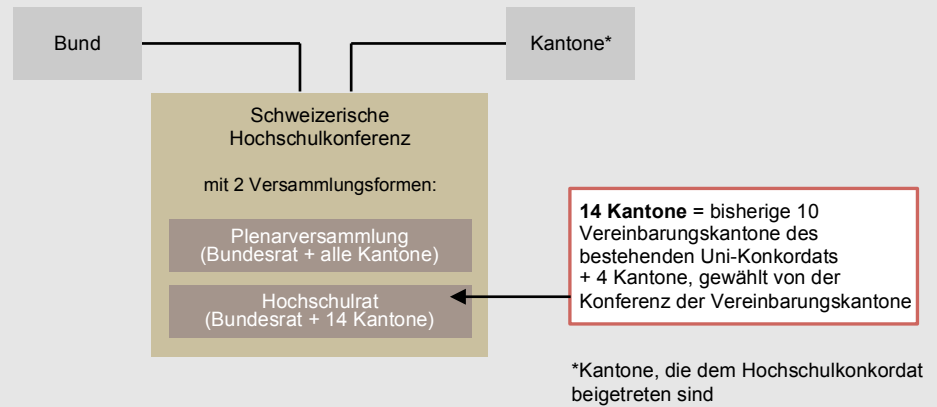 Bund
Kantone*
Schweizerische
Hochschulkonferenz
mit 2 Versammlungsformen:
Plenarversammlung
(Bundesrat + alle Kantone)
Hochschulrat
(Bundesrat + 14 Kantone)
14 Kantone = bisherige 10
Vereinbarungskantone des
bestehenden Uni-Konkordats
+ 4 Kantone, gewählt von der
Konferenz der Vereinbarungskantone
*Kantone, die dem Hochschulkonkordat
beigetreten sind